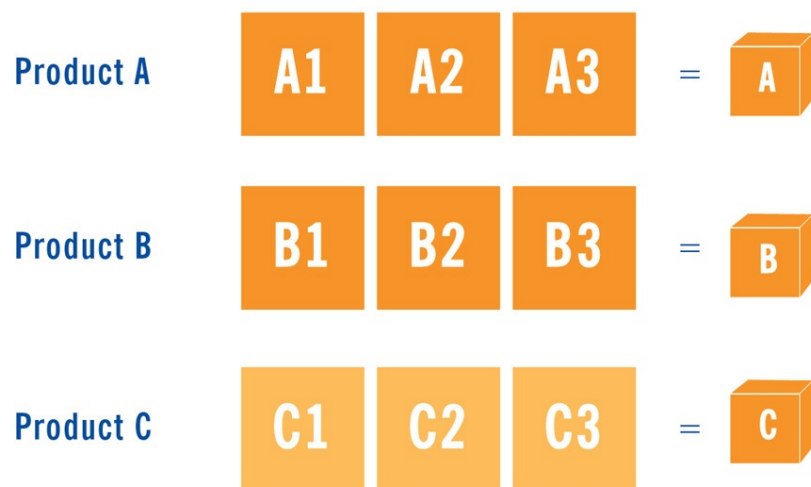 Product A A1 A2 A3 = A
Product B B1 B2 B3 = B
Product C C1 C2 C3 = C